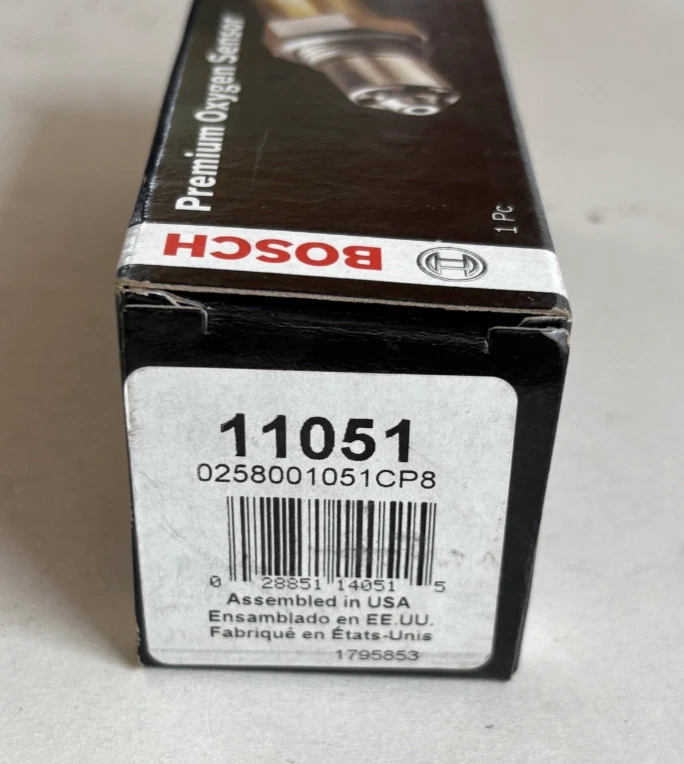 Premium Oxygen Sensor
1 Pc
BOSCH
11051
0258001051CP8
0 28851 14051 5
Assembled in USA
Ensamblado en EE.UU.
Fabriqué en États-Unis
1795853